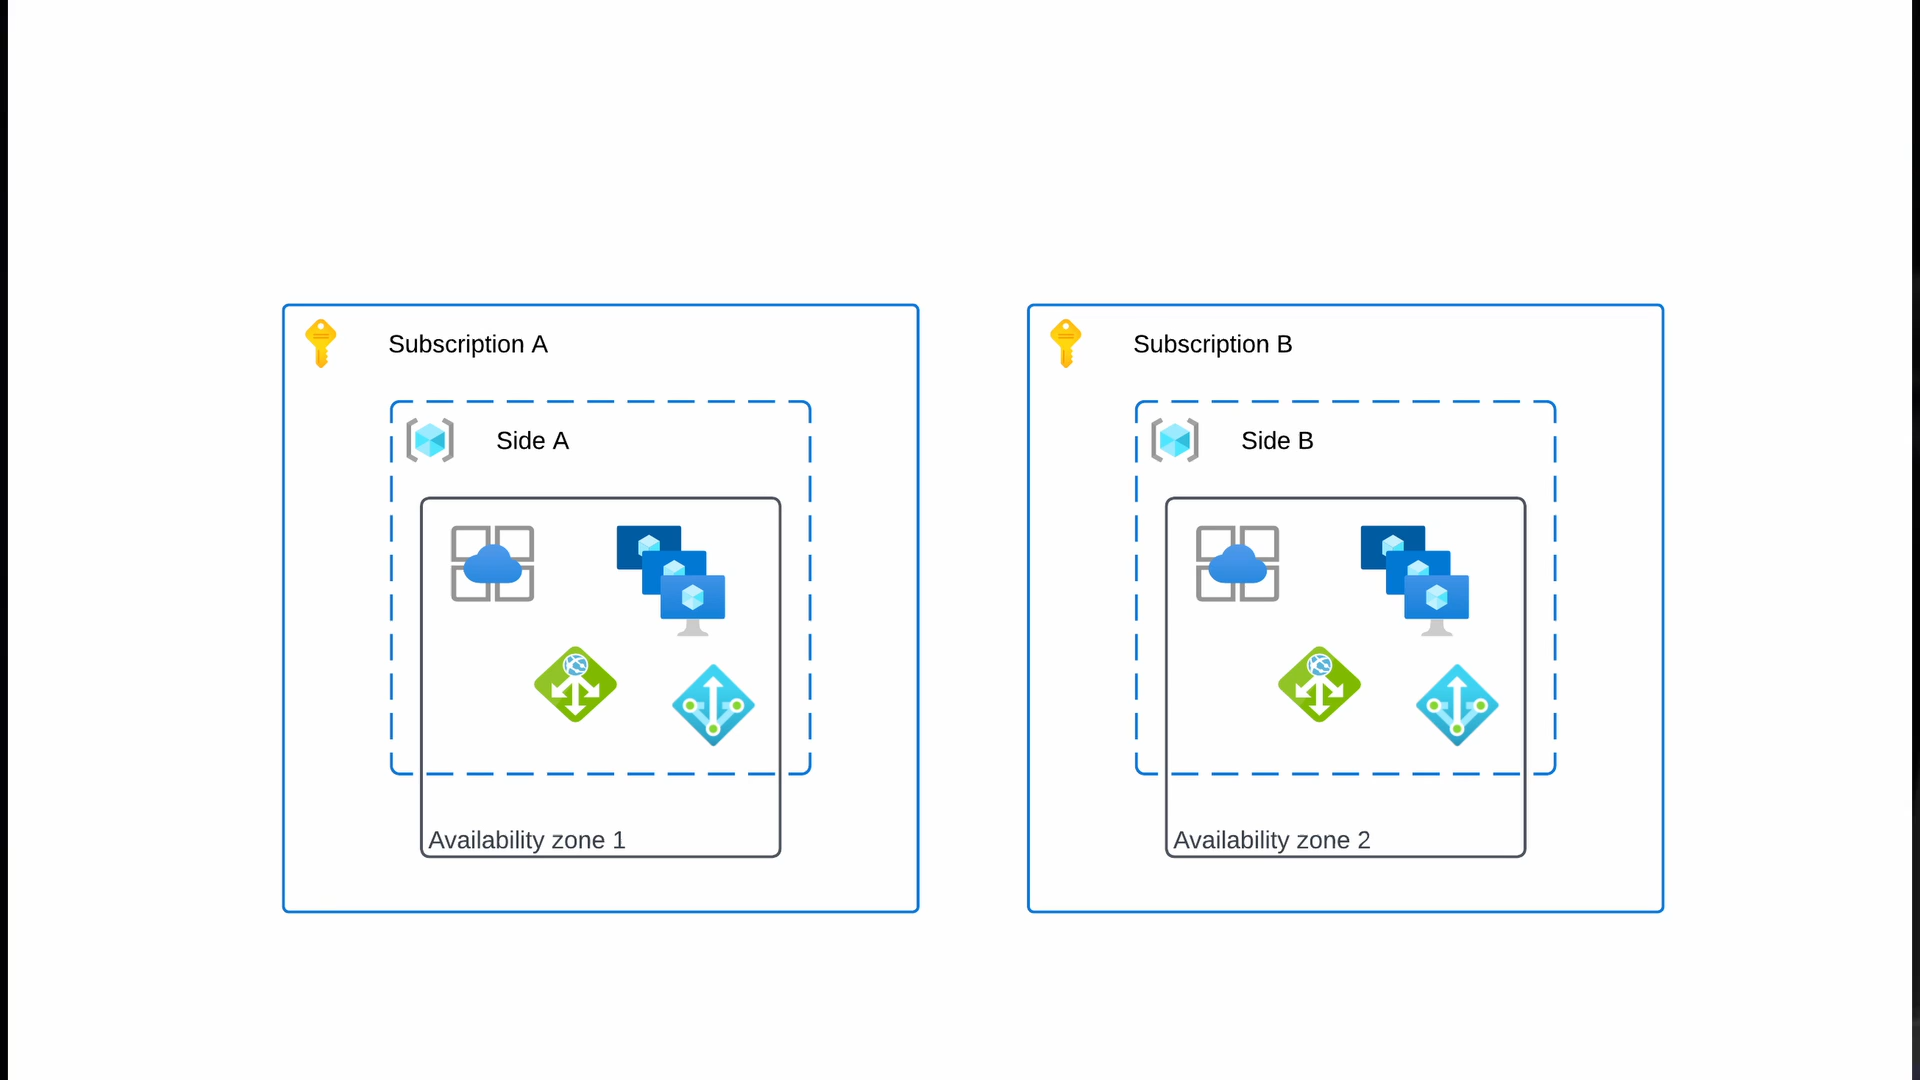 Subscription A
Side A
Availability zone 1
Subscription B
Side B
Availability zone 2